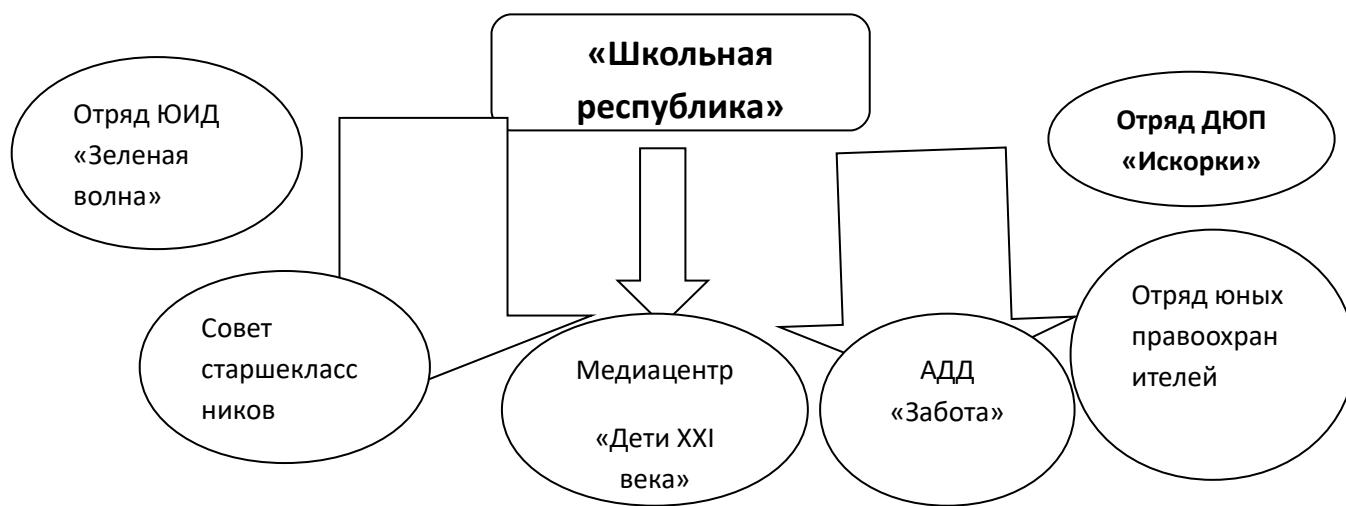 «Школьная
республика»
Отряд ЮИД
«Зеленая
волна»
Отряд ДЮП
«Искорки»
Совет
старшекласс
ников
Медиацентр
«Дети XXI
века»
АДД
«Забота»
Отряд юных
правоохран
ителей